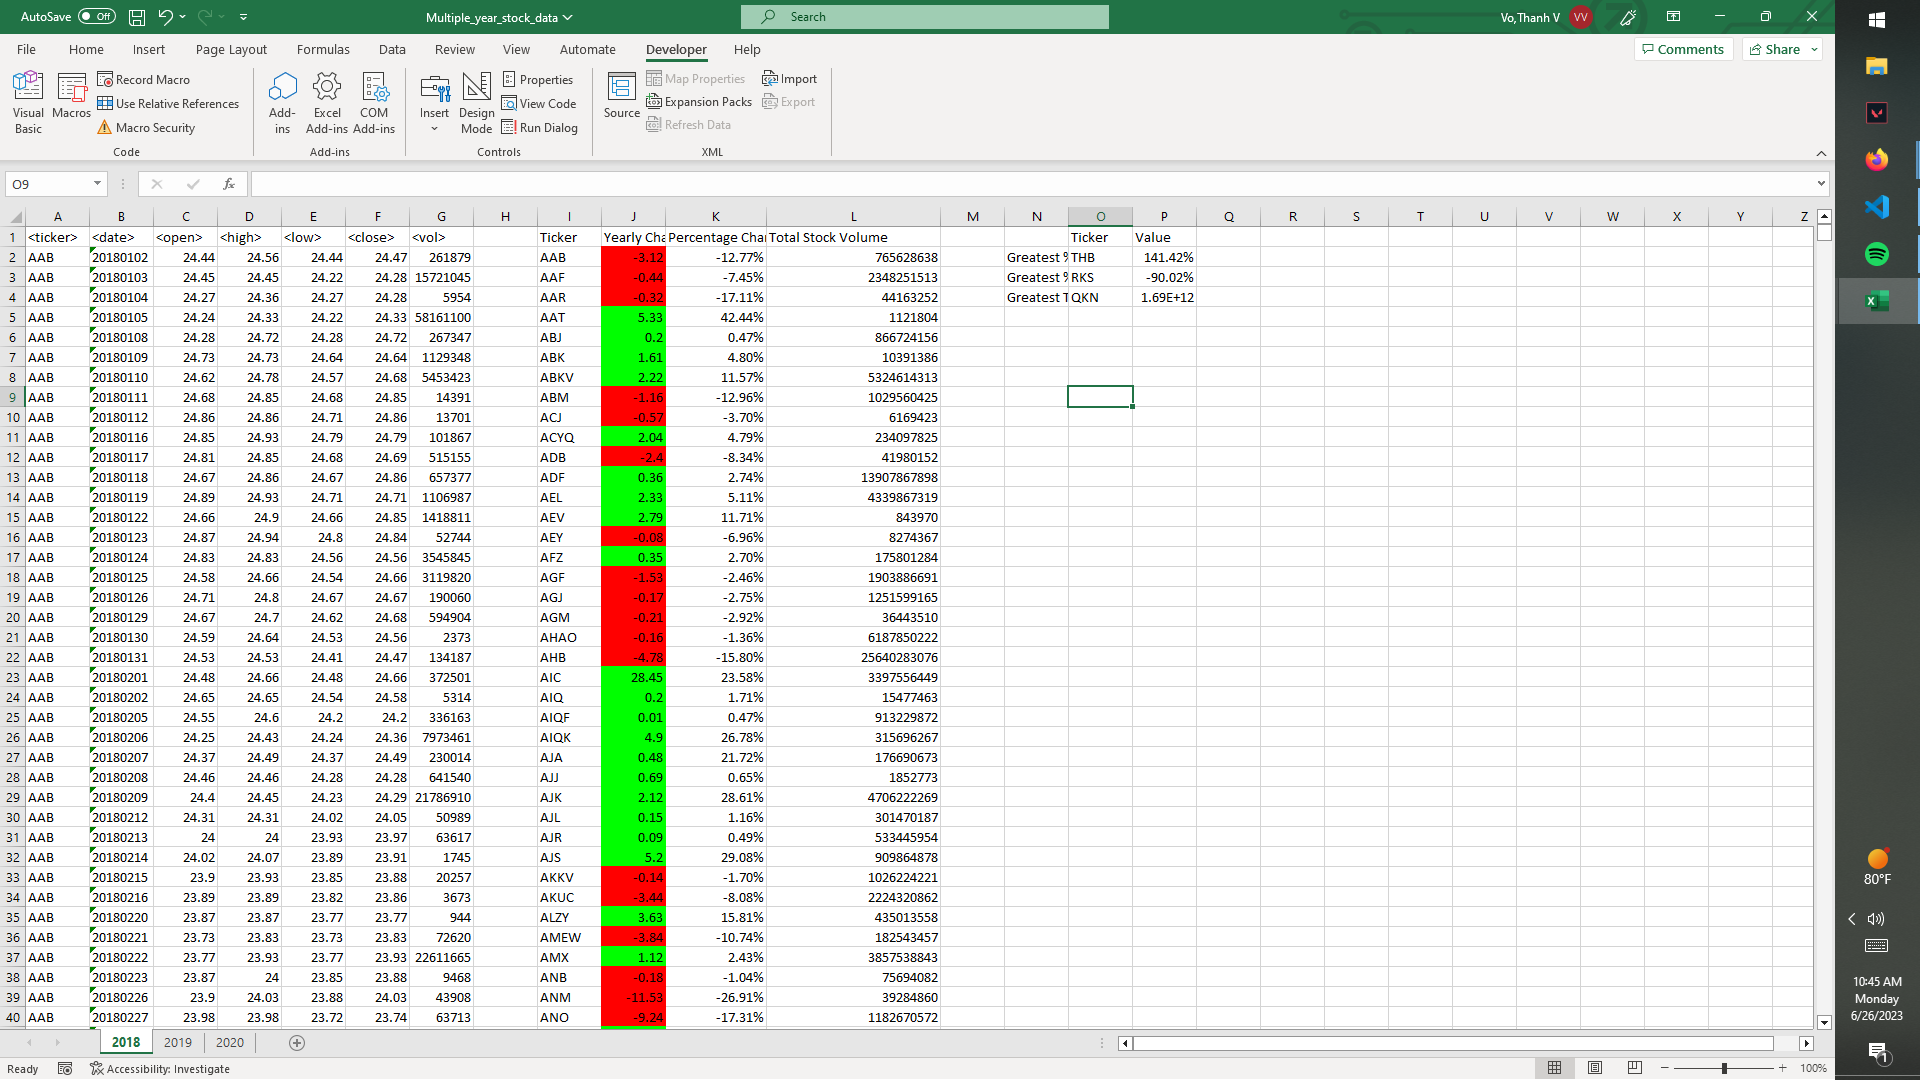 AutoSave Off Multiple_year_stock_data Search Vo,Thanh V VV
File Home Insert Page Layout Formulas Data Review View Automate Developer Help Comments Share
Visual Basic Macros Record Macro Use Relative References Macro Security
Add-ins Excel Add-ins COM Add-ins
Insert Design Mode Properties View Code Run Dialog
Source Map Properties Expansion Packs Refresh Data Import Export
Code Add-ins Controls XML
O9 fx
A B C D E F G H I J K L M N O P Q R S T U V W X Y Z
1 <ticker> <date> <open> <high> <low> <close> <vol> Ticker Yearly Cha Percentage Char Total Stock Volume Ticker Value
2 AAB 20180102 24.44 24.56 24.44 24.47 261879 AAB -3.12 -12.77% 765628638 Greatest % THB 141.42%
3 AAB 20180103 24.45 24.45 24.22 24.28 15721045 AAF -0.44 -7.45% 2348251513 Greatest % RKS -90.02%
4 AAB 20180104 24.27 24.36 24.27 24.28 5954 AAR -0.32 -17.11% 44163252 Greatest T QKN 1.69E+12
5 AAB 20180105 24.24 24.33 24.22 24.33 58161100 AAT 5.33 42.44% 1121804
6 AAB 20180108 24.28 24.72 24.28 24.72 267347 ABJ 0.2 0.47% 866724156
7 AAB 20180109 24.73 24.73 24.64 24.64 1129348 ABK 1.61 4.80% 10391386
8 AAB 20180110 24.62 24.78 24.57 24.68 5453423 ABKV 2.22 11.57% 5324614313
9 AAB 20180111 24.68 24.85 24.68 24.85 14391 ABM -1.16 -12.96% 1029560425
10 AAB 20180112 24.86 24.86 24.71 24.86 13701 ACJ -0.57 -3.70% 6169423
11 AAB 20180116 24.85 24.93 24.79 24.79 101867 ACYQ 2.04 4.79% 234097825
12 AAB 20180117 24.81 24.85 24.68 24.69 515155 ADB -2.4 -8.34% 41980152
13 AAB 20180118 24.67 24.86 24.67 24.86 657377 ADF 0.36 2.74% 13907867898
14 AAB 20180119 24.89 24.93 24.71 24.71 1106987 AEL 2.33 5.11% 4339867319
15 AAB 20180122 24.66 24.9 24.66 24.85 1418811 AEV 2.79 11.71% 843970
16 AAB 20180123 24.87 24.94 24.8 24.84 52744 AEY -0.08 -6.96% 8274367
17 AAB 20180124 24.83 24.83 24.56 24.56 3545845 AFZ 0.35 2.70% 175801284
18 AAB 20180125 24.58 24.66 24.54 24.66 3119820 AGF -1.53 -2.46% 1903886691
19 AAB 20180126 24.71 24.8 24.67 24.67 190060 AGJ -0.17 -2.75% 1251599165
20 AAB 20180129 24.67 24.7 24.62 24.68 594904 AGM -0.21 -2.92% 36443510
21 AAB 20180130 24.59 24.64 24.53 24.56 2373 AHAO -0.16 -1.36% 6187850222
22 AAB 20180131 24.53 24.53 24.41 24.47 134187 AHB -4.78 -15.80% 25640283076
23 AAB 20180201 24.48 24.66 24.48 24.66 372501 AIC 28.45 23.58% 3397556449
24 AAB 20180202 24.65 24.65 24.54 24.58 5314 AIQ 0.2 1.71% 15477463
25 AAB 20180205 24.55 24.6 24.2 24.2 336163 AIQF 0.01 0.47% 913229872
26 AAB 20180206 24.25 24.43 24.24 24.36 7973461 AIQK 4.9 26.78% 315696267
27 AAB 20180207 24.37 24.49 24.37 24.49 230014 AJA 0.48 21.72% 176690673
28 AAB 20180208 24.46 24.46 24.28 24.28 641540 AJJ 0.69 0.65% 1852773
29 AAB 20180209 24.4 24.45 24.23 24.29 21786910 AJK 2.12 28.61% 4706222269
30 AAB 20180212 24.31 24.31 24.02 24.05 50989 AJL 0.15 1.16% 301470187
31 AAB 20180213 24 24 23.93 23.97 63617 AJR 0.09 0.49% 533445954
32 AAB 20180214 24.02 24.07 23.89 23.91 1745 AJS 5.2 29.08% 909864878
33 AAB 20180215 23.9 23.93 23.85 23.88 20257 AKKV -0.14 -1.70% 1026224221
34 AAB 20180216 23.89 23.89 23.82 23.86 3673 AKUC -3.44 -8.08% 2224320862
35 AAB 20180220 23.87 23.87 23.77 23.77 944 ALZY 3.63 15.81% 435013558
36 AAB 20180221 23.73 23.83 23.73 23.83 72620 AMEW -3.84 -10.74% 182543457
37 AAB 20180222 23.77 23.93 23.77 23.93 22611665 AMX 1.12 2.43% 3857538843
38 AAB 20180223 23.87 24 23.85 23.88 9468 ANB -0.18 -1.04% 75694082
39 AAB 20180226 23.9 24.03 23.88 24.03 43908 ANM -11.53 -26.91% 39284860
40 AAB 20180227 23.98 23.98 23.72 23.74 63713 ANO -9.24 -17.31% 1182670572
2018 2019 2020
Ready Accessibility: Investigate 100%
80°F
10:45 AM
Monday
6/26/2023
1